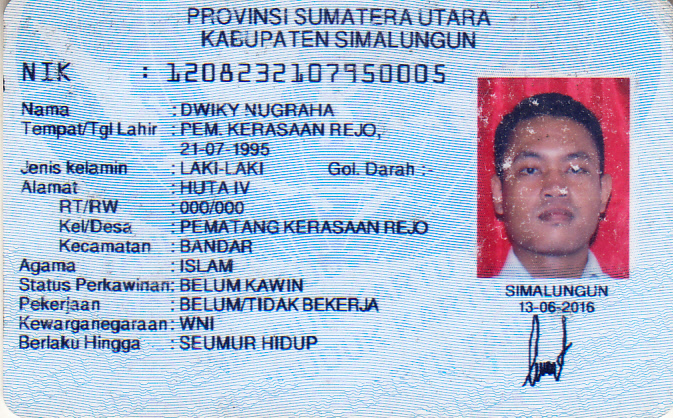 PROVINSI SUMATERA UTARA
KABUPATEN SIMALUNGUN
NIK : 1208232107950005
Nama : DWIKY NUGRAHA
Tempat/Tgl Lahir : PEM. KERASAAN REJO,
21-07-1995
Jenis kelamin : LAKI-LAKI Gol. Darah :-
Alamat : HUTA IV
RT/RW : 000/000
Kel/Desa : PEMATANG KERASAAN REJO
Kecamatan : BANDAR
Agama : ISLAM
Status Perkawinan: BELUM KAWIN
Pekerjaan : BELUM/TIDAK BEKERJA
Kewarganegaraan: WNI
Berlaku Hingga : SEUMUR HIDUP
SIMALUNGUN
13-06-2016